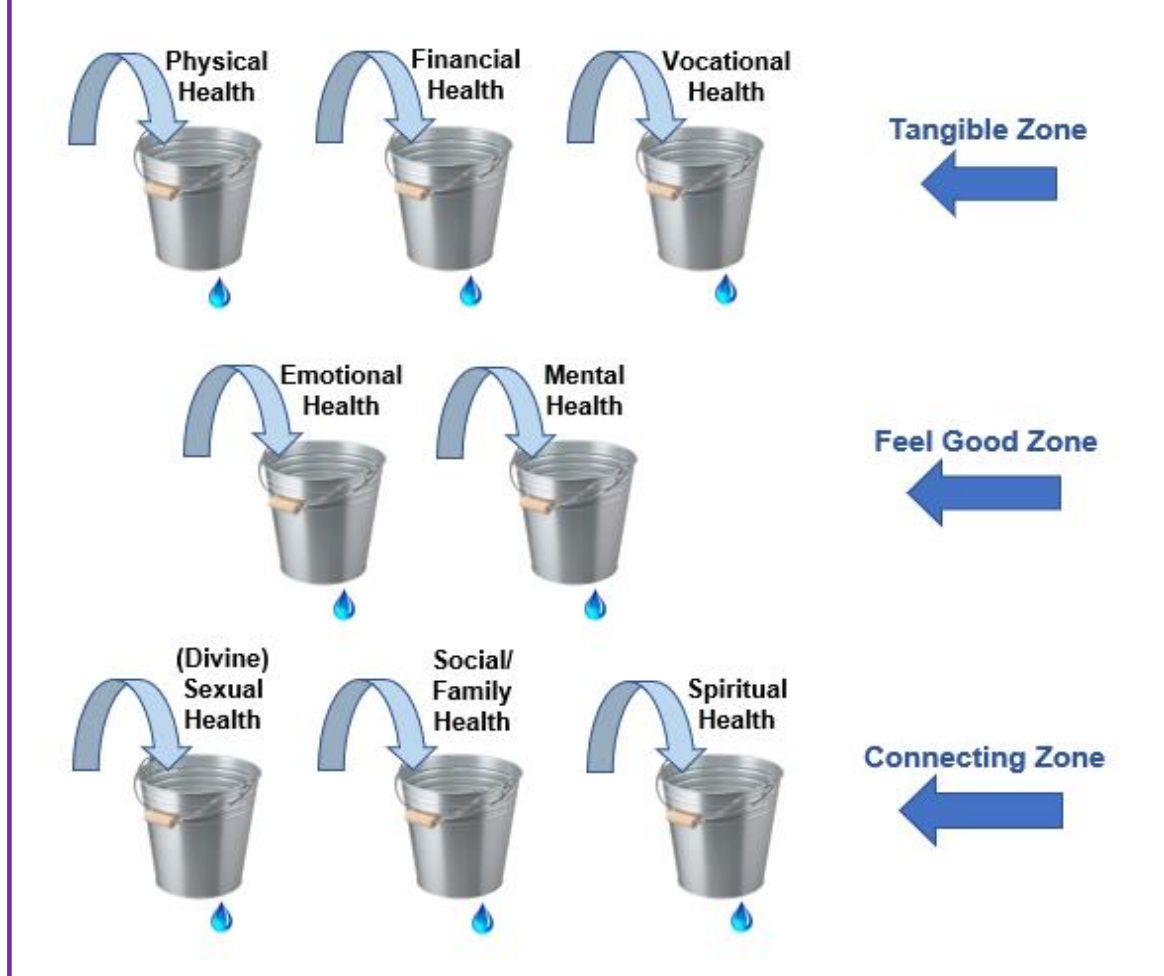 Physical
Health
Financial
Health
Vocational
Health
Tangible Zone
Emotional
Health
Mental
Health
Feel Good Zone
(Divine)
Sexual
Health
Social/
Family
Health
Spiritual
Health
Connecting Zone